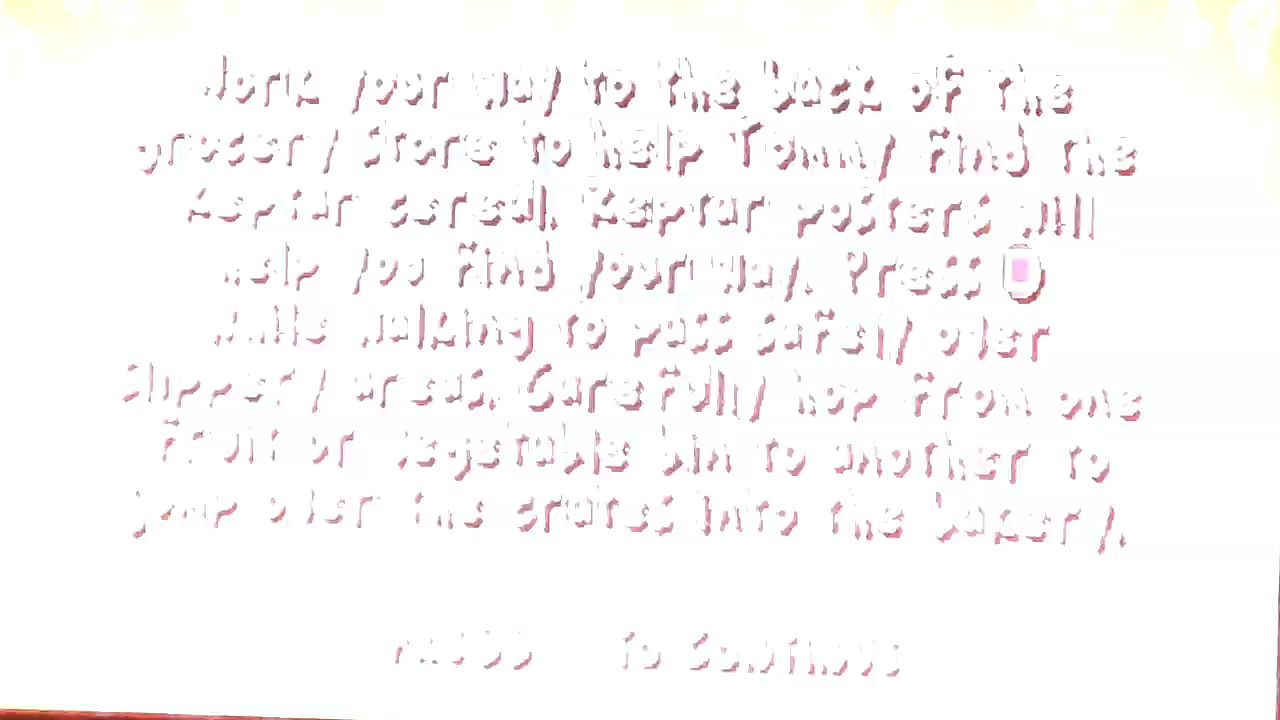 Work your way to the back of the
grocery store to help Tommy find the
Reptar cereal. Reptar posters will
help you find your way. Press
while walking to pass safely over
slippery areas. Carefully hop from one
fruit or vegetable bin to another to
jump over the crates into the bakery.
Press to Continue